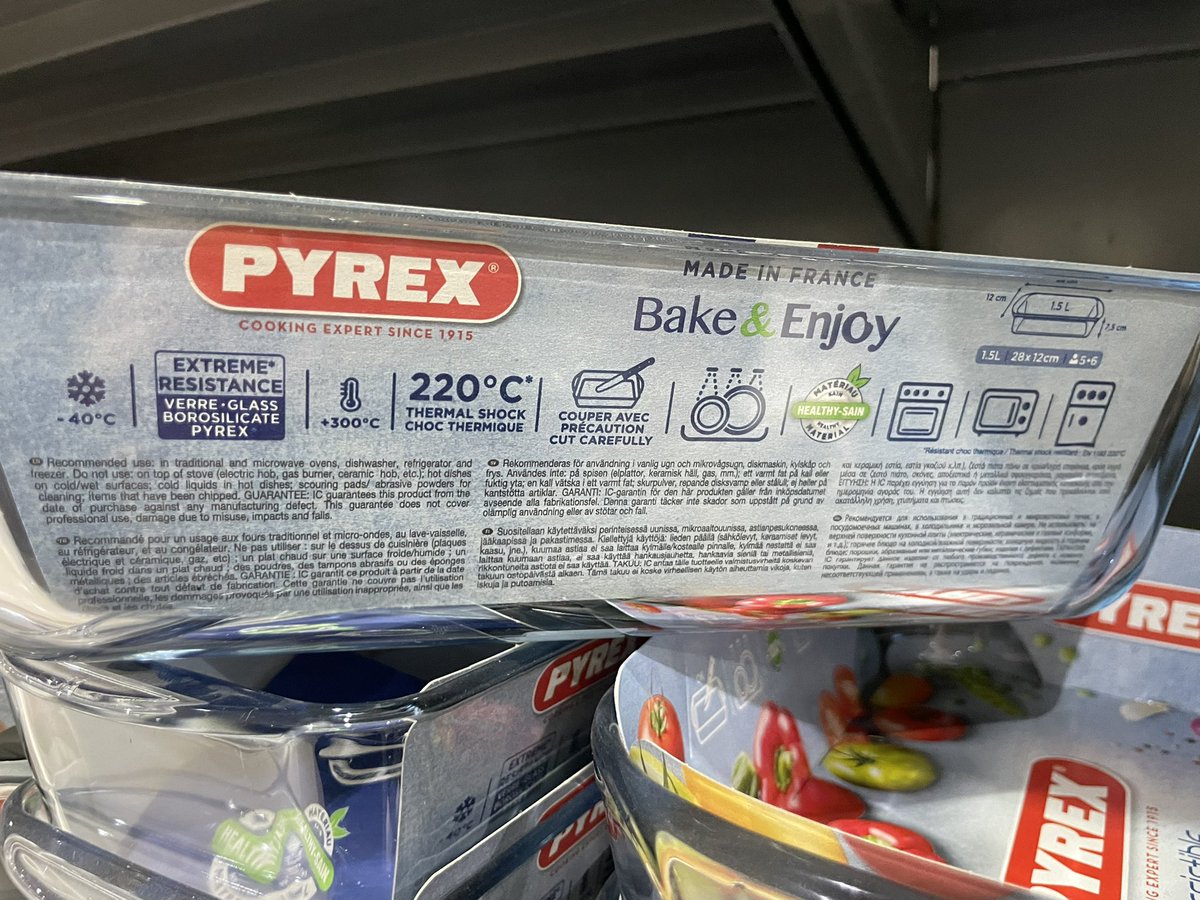 PYREX®
COOKING EXPERT SINCE 1915
MADE IN FRANCE
Bake & Enjoy
12 cm
1.5 L
7,5 cm
1.5L | 28x12cm | 5-6
-40°C
EXTREME*
RESISTANCE
VERRE-GLASS
BOROSILICATE
PYREX
+300°C
220°C*
THERMAL SHOCK
CHOC THERMIQUE
COUPER AVEC
PRÉCAUTION
CUT CAREFULLY
MATÉRIAU
SAIN
HEALTHY-SAIN
HEALTHY
MATERIAL
*Résistant choc thermique / Thermal shock resistant :
Recommended use: in traditional and microwave ovens, dishwasher, refrigerator and
freezer. Do not use: on top of stove (electric hob, gas burner, ceramic hob, etc.); hot dishes
on cold/wet surfaces; cold liquids in hot dishes; scouring pads/ abrasive powders for
cleaning; items that have been chipped. GUARANTEE: IC guarantees this product from the
date of purchase against any manufacturing defect. This guarantee does not cover
professional use, damage due to misuse, impacts and falls.
Recommandé pour un usage aux fours traditionnel et micro-ondes, au lave-vaisselle,
au réfrigérateur, et au congélateur. Ne pas utiliser : sur le dessus de cuisinière (plaques
électrique et céramique, gaz, etc) ; un plat chaud sur une surface froide/humide ; un
liquide froid dans un plat chaud ; des poudres, des tampons abrasifs ou des éponges
métalliques ; des articles ébréchés. GARANTIE : IC garantit ce produit à partir de la date
d'achat contre tout défaut de fabrication. Cette garantie ne couvre pas l'utilisation
professionnelle, les dommages provoqués par une utilisation inappropriée, ainsi que les
et les chutes
Rekommenderas för användning i vanlig ugn och mikrovågsugn, diskmaskin, kylskåp och
frys. Användes inte: på spisen (elplattor, keramisk häll, gas, mm.); ett varmt fat på kall eller
fuktig yta; en kall vätska i ett varmt fat; skurpulver, repande disksvamp eller stålull; ej heller på
kantstötta artiklar. GARANTI: IC-garantin för den här produkten gäller från inköpsdatumet
avseende alla fabrikationsfel. Denna garanti täcker inte skador som uppstått på grund av
olämplig användning eller av stötar och fall.
Suositellaan käytettäväksi perinteisessä uunissa, mikroaaltouunissa, astianpesukoneessa,
jääkaapissa ja pakastimessa. Kiellettyjä käyttöjä: lieden päällä (sähkölevyt, keraamiset levyt,
kaasu, jne.), kuumaa astiaa ei saa laittaa kylmälle/kostealle pinnalle, kylmää nestettä ei saa
laittaa kuumaan astiaan, ei saa käyttää hankausjauhetta, hankaavia sieniä tai metallisieniä,
rikkoontuneita astioita ei saa käyttää. TAKUU: IC antaa tälle tuotteelle valmistusvirheitä koskevan
takuun ostopäivästä alkaen. Tämä takuu ei koske virheellisen käytön aiheuttamia vikoja, kuten
iskuja ja putoamisia.
PYREX
EXTREME
PYREX
HEALTHY-SAIN
PYREX
PYREX